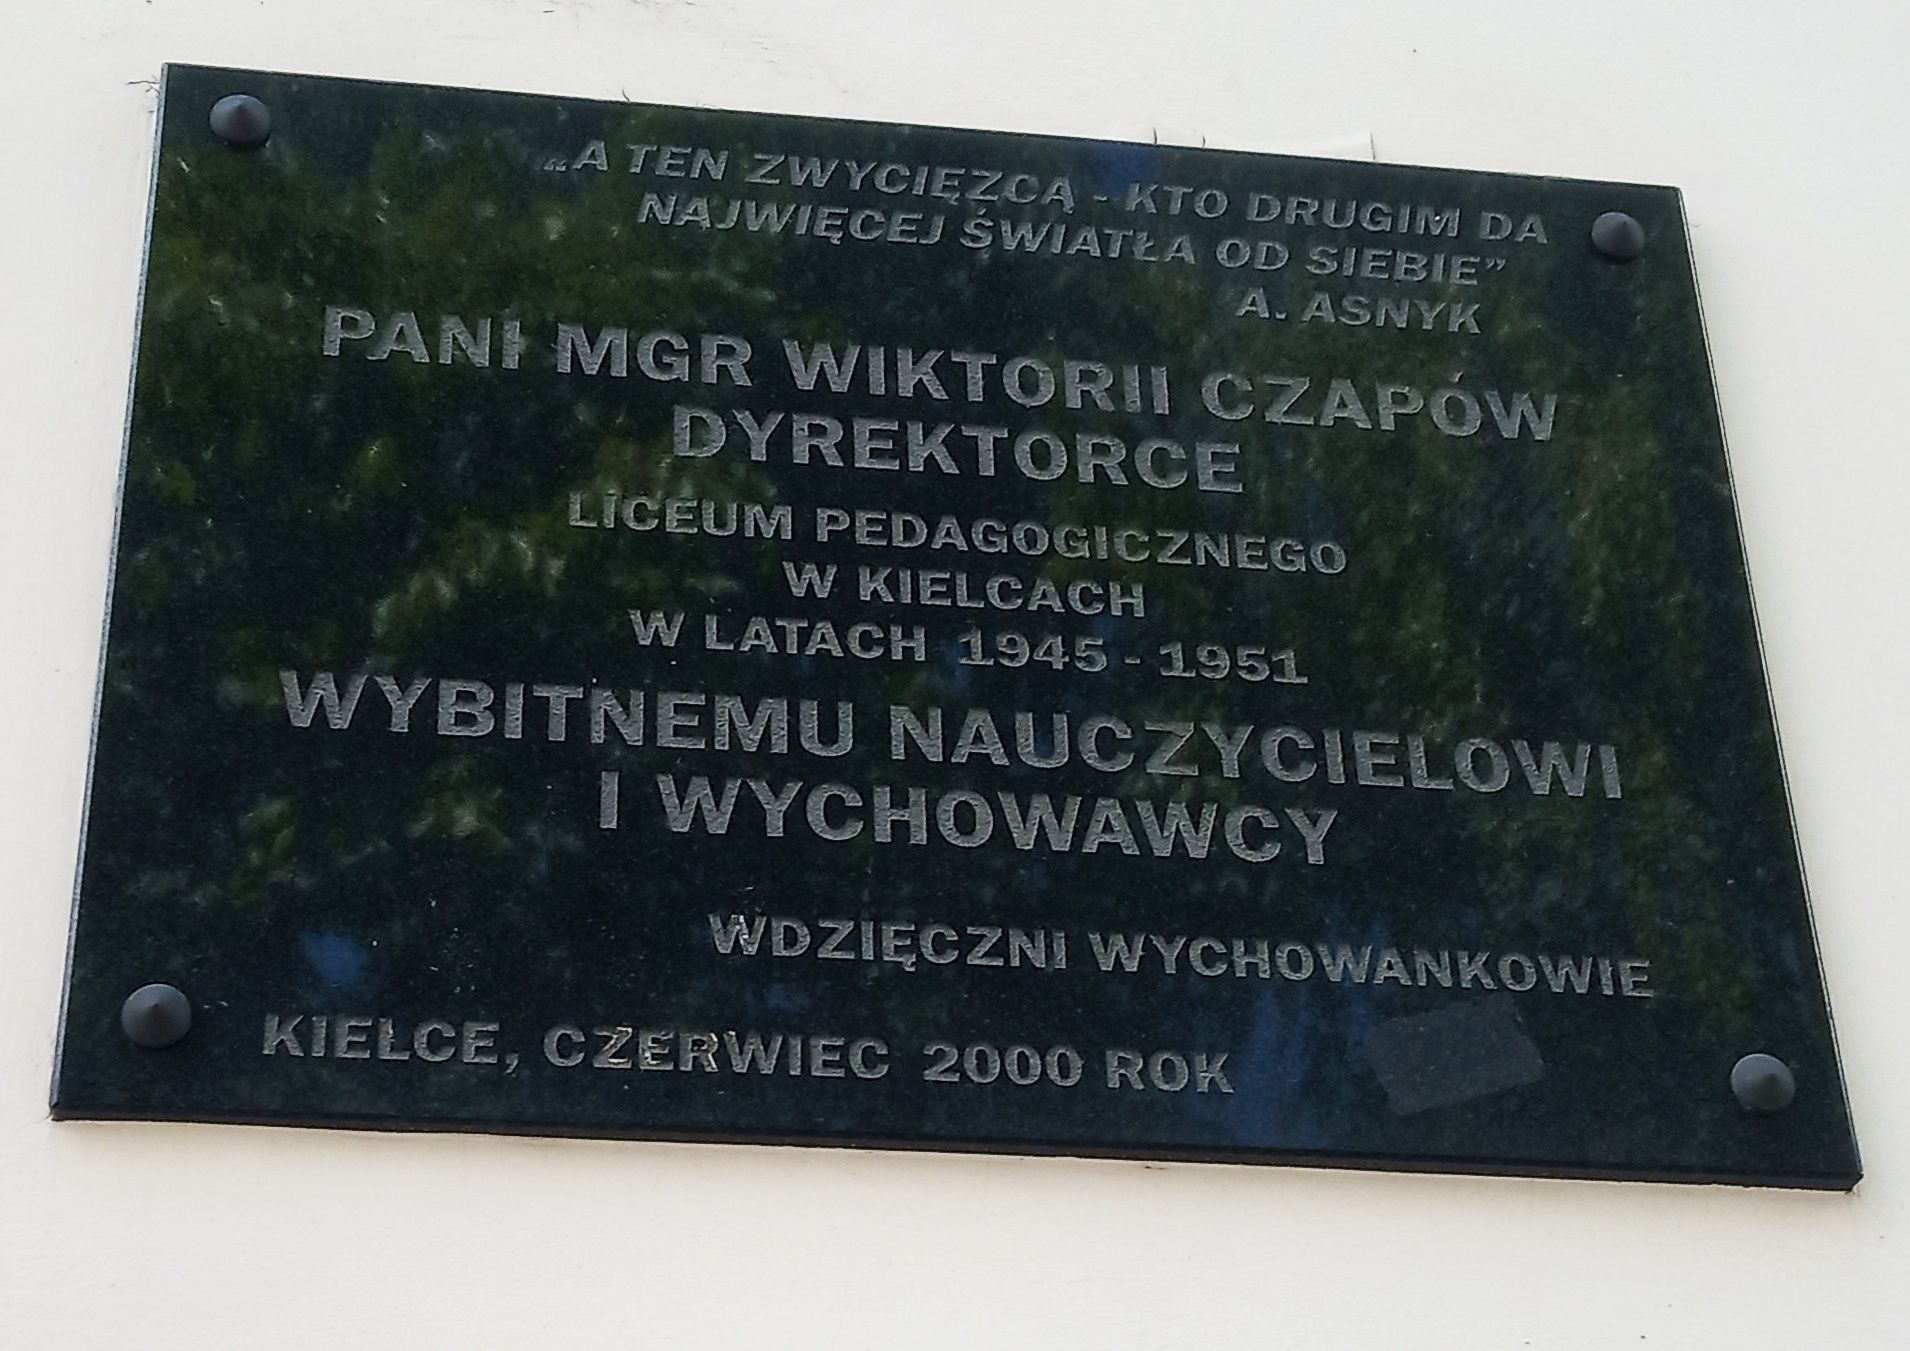 „A TEN ZWYCIĘZCĄ - KTO DRUGIM DA
NAJWIĘCEJ ŚWIATŁA OD SIEBIE”
A. ASNYK
PANI MGR WIKTORII CZAPÓW
DYREKTORCE
LICEUM PEDAGOGICZNEGO
W KIELCACH
W LATACH 1945 - 1951
WYBITNEMU NAUCZYCIELOWI
I WYCHOWAWCY
WDZIĘCZNI WYCHOWANKOWIE
KIELCE, CZERWIEC 2000 ROK